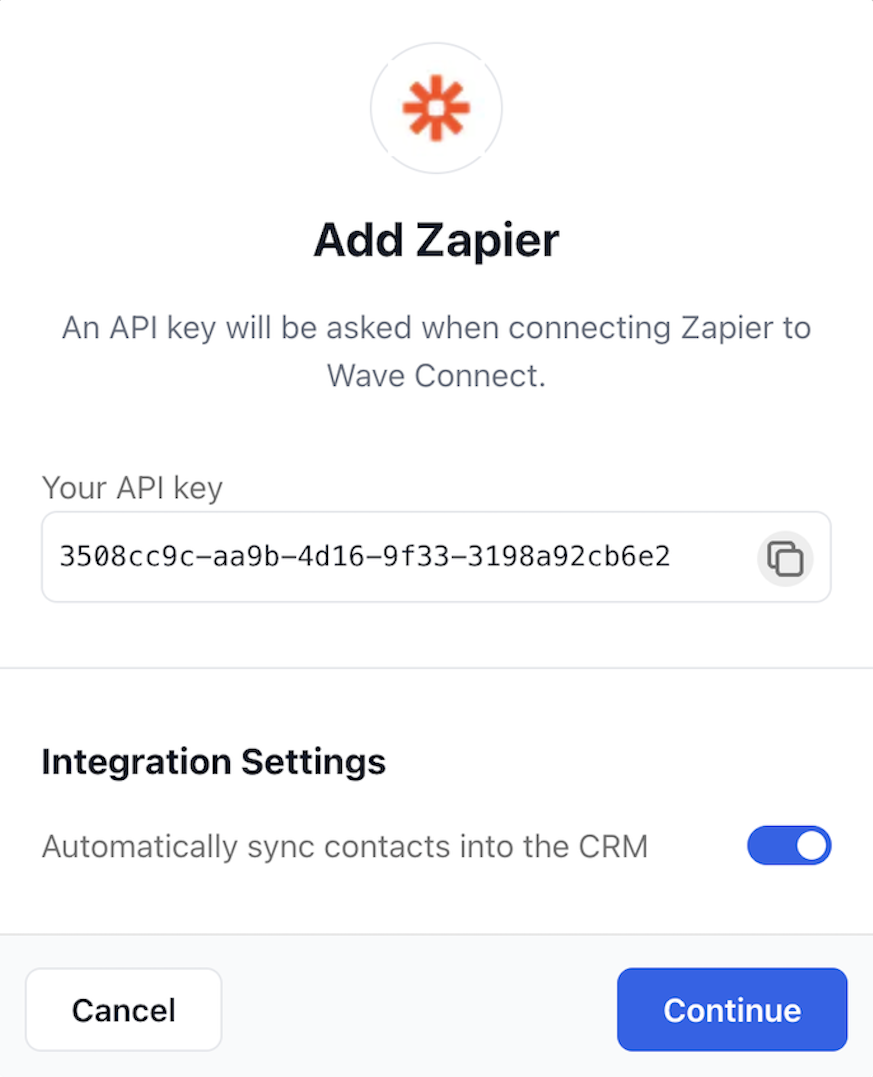 Add Zapier
An API key will be asked when connecting Zapier to
Wave Connect.
Your API key
3508cc9c-aa9b-4d16-9f33-3198a92cb6e2
Integration Settings
Automatically sync contacts into the CRM
Cancel
Continue